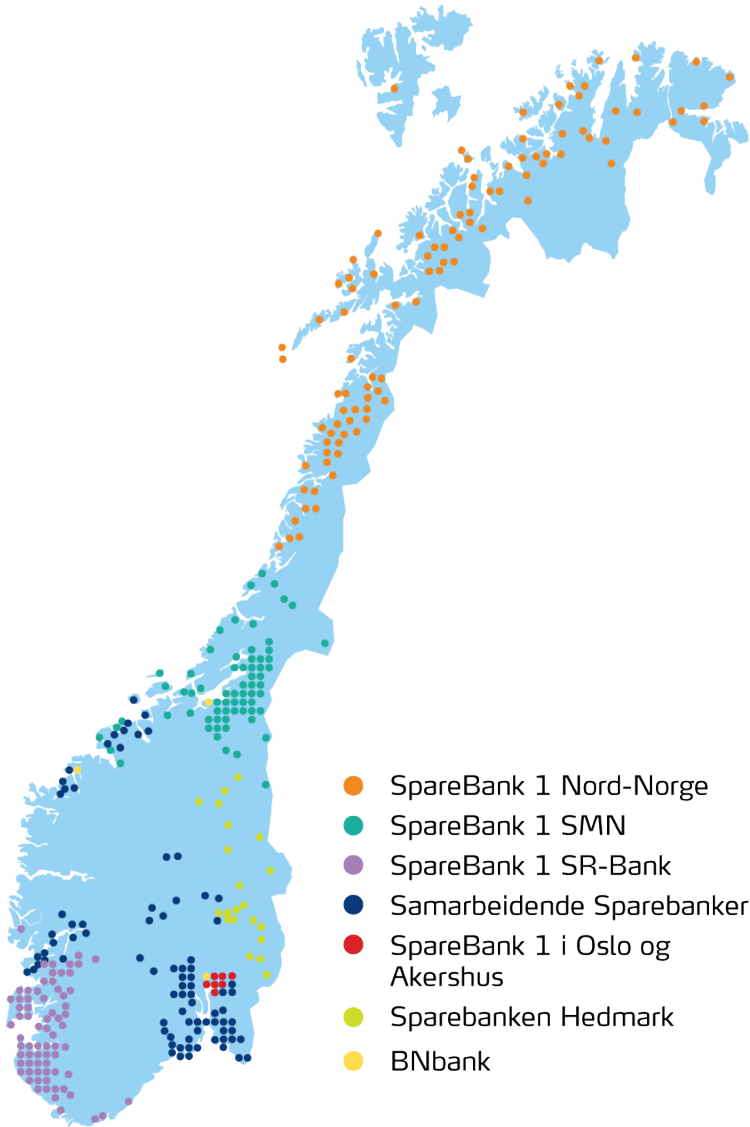 SpareBank 1 Nord-Norge
SpareBank 1 SMN
SpareBank 1 SR-Bank
Samarbeidende Sparebanker
SpareBank 1 i Oslo og
Akershus
Sparebanken Hedmark
BNbank